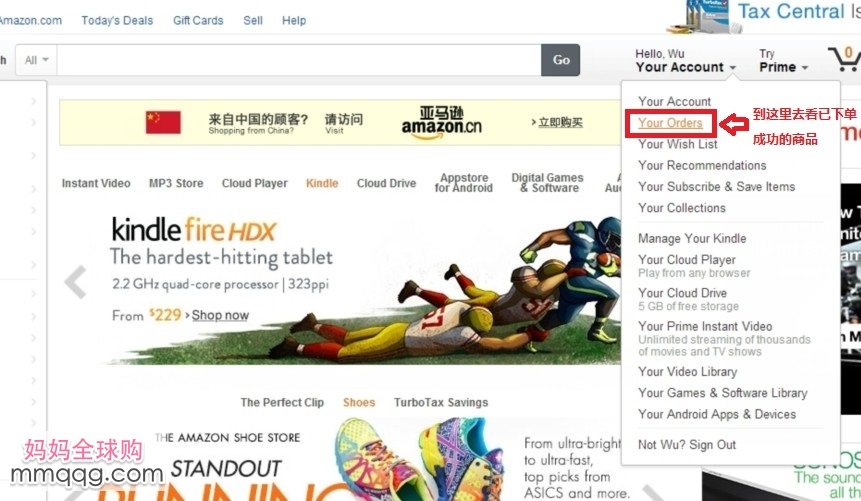 Amazon.com Today's Deals Gift Cards Sell Help
Tax Central Is
All
Go
Hello, Wu
Your Account
Try
Prime
0
来自中国的顾客?
Shopping from China?
请访问
Visit
亚马逊
amazon.cn
立即购买
Your Account
Your Orders
到这里去看已下单
成功的商品
Your Wish List
Your Recommendations
Your Subscribe & Save Items
Your Collections
Manage Your Kindle
Your Cloud Player
Play from any browser
Your Cloud Drive
5 GB of free storage
Your Prime Instant Video
Unlimited streaming of thousands
of movies and TV shows
Your Video Library
Your Games & Software Library
Your Android Apps & Devices
Not Wu? Sign Out
Instant Video
MP3 Store
Cloud Player
Kindle
Cloud Drive
Appstore
for Android
Digital Games
& Software
kindle fire HDX
The hardest-hitting tablet
2.2 GHz quad-core processor | 323ppi
From $229 › Shop now
57
The Perfect Clip Shoes TurboTax Savings
THE AMAZON SHOE STORE
STANDOUT
RUNNING
From ultra-bright
to ultra-fast,
top picks from
ASICS and more.
SONOS
The soun
all the
妈妈全球购
mmqqg.com